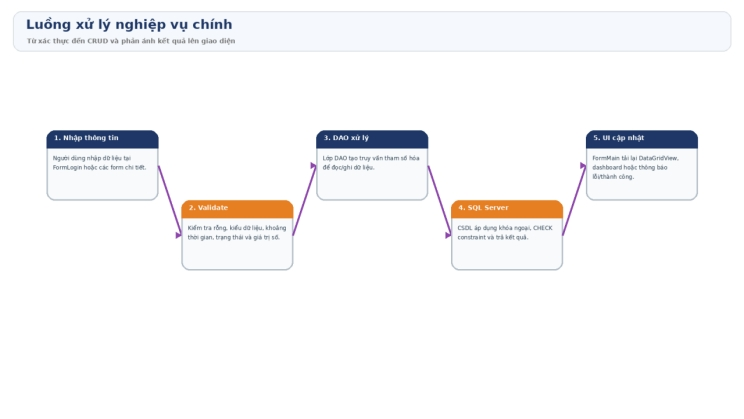 Luồng xử lý nghiệp vụ chính
Từ xác thực đến CRUD và phản ánh kết quả lên giao diện
1. Nhập thông tin
Người dùng nhập dữ liệu tại
FormLogin hoặc các form chi tiết.
2. Validate
Kiểm tra rỗng, kiểu dữ liệu, khoảng
thời gian, trạng thái và giá trị số.
3. DAO xử lý
Lớp DAO tạo truy vấn tham số hóa
để đọc/ghi dữ liệu.
4. SQL Server
CSDL áp dụng khóa ngoại, CHECK
constraint và trả kết quả.
5. UI cập nhật
FormMain tải lại DataGridView,
dashboard hoặc thông báo
lỗi/thành công.